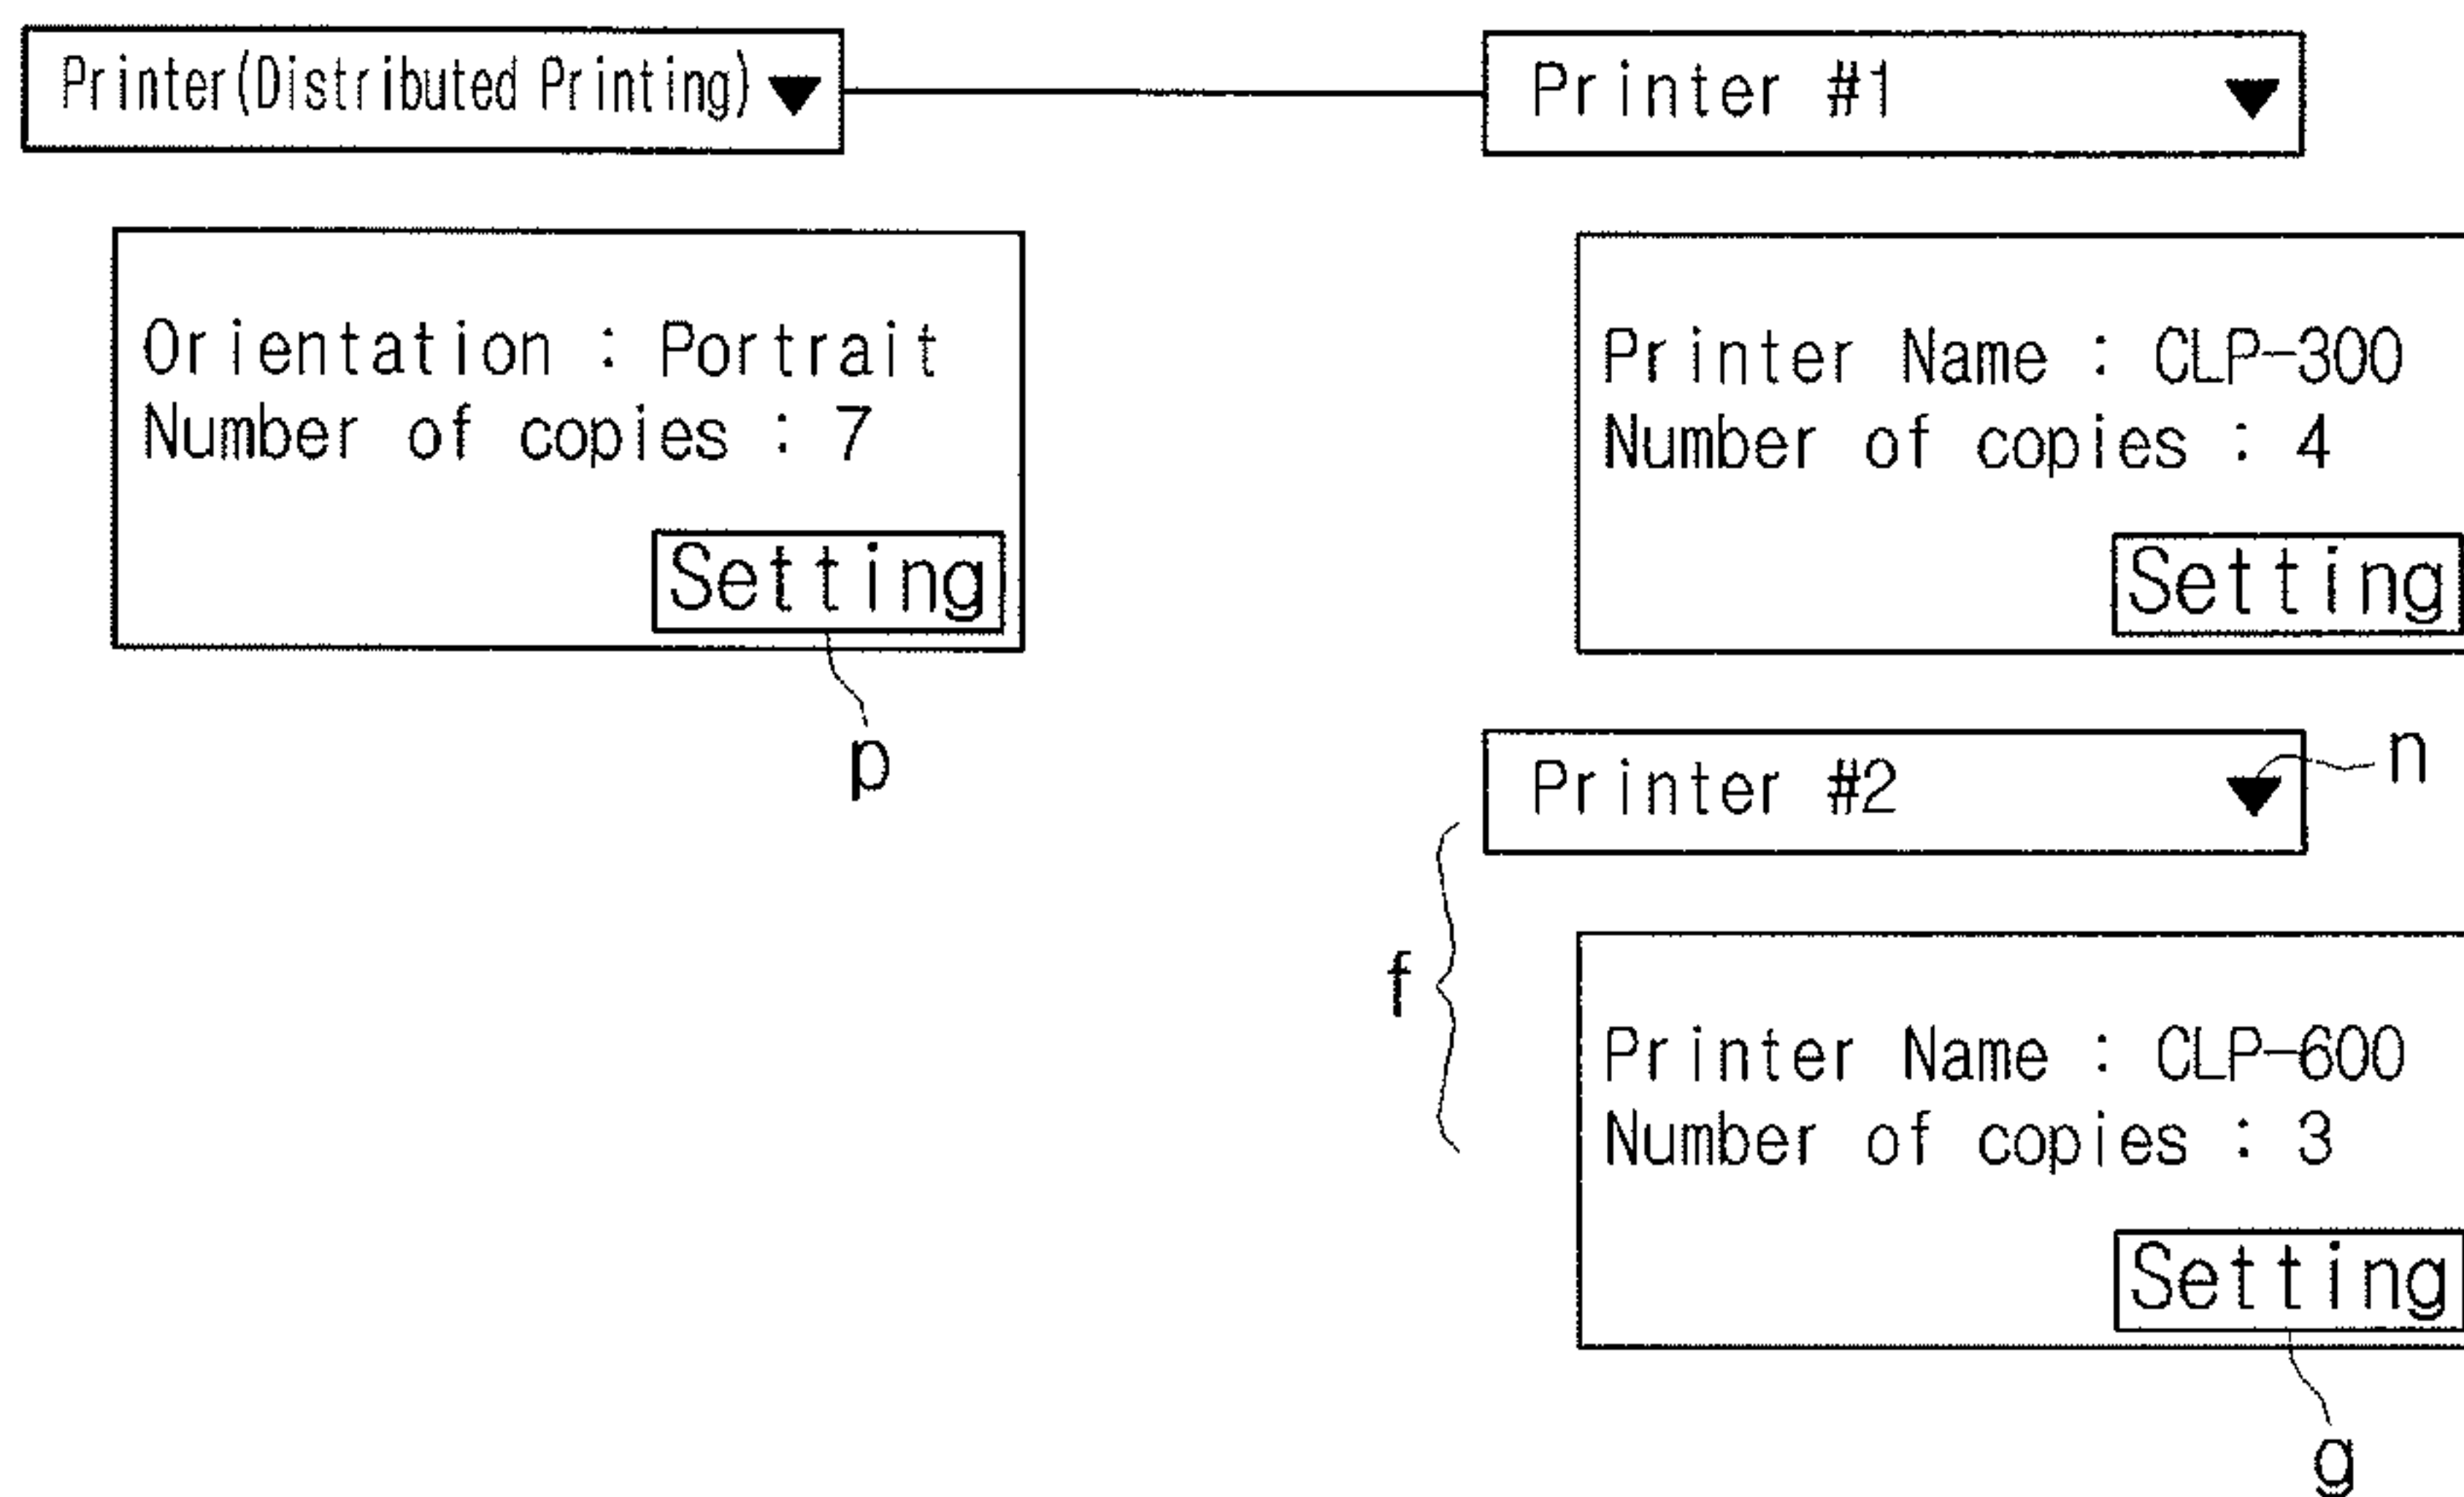 Printer(Distributed Printing) ▼
Orientation : Portrait
Number of copies : 7
Setting
p
Printer #1 ▼
Printer Name : CLP-300
Number of copies : 4
Setting
Printer #2 ▼
n
f
Printer Name : CLP-600
Number of copies : 3
Setting
g